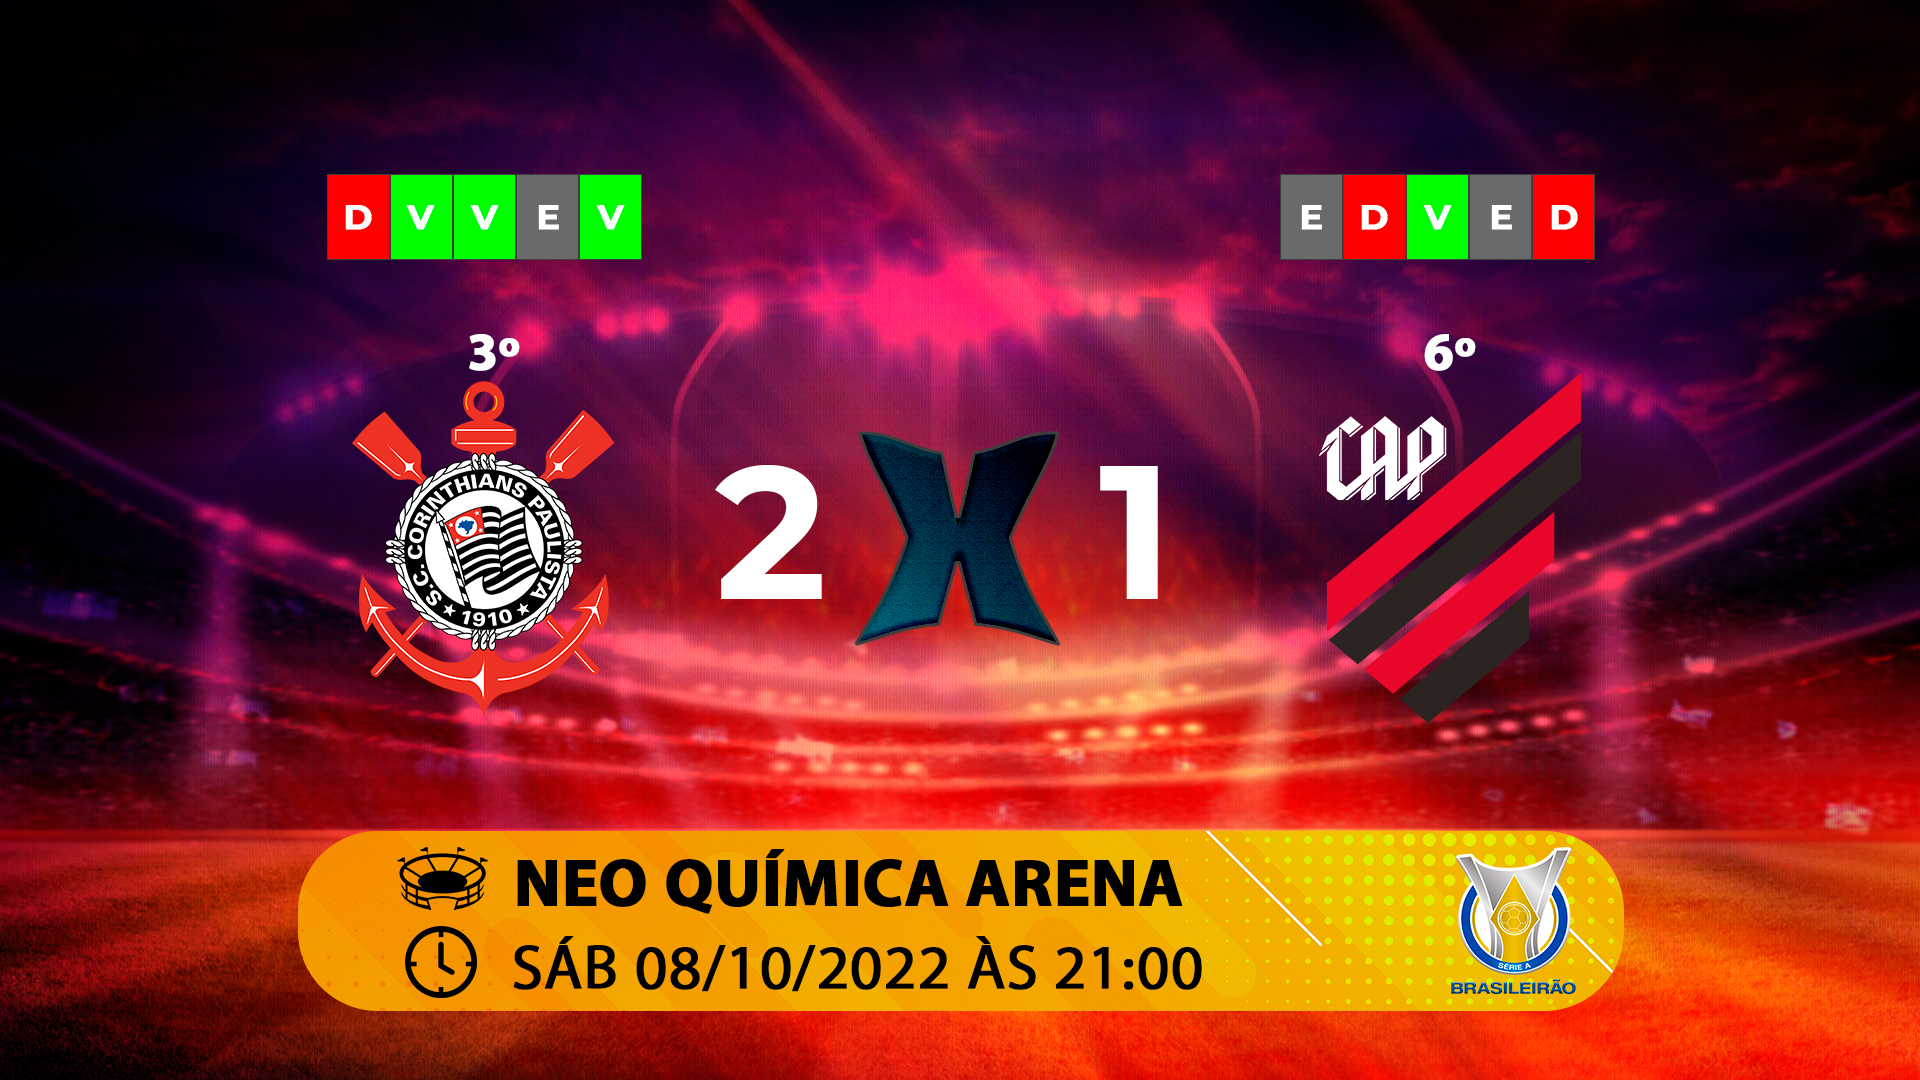 D V V E V
E D V E D
3º
6º
S.C. CORINTHIANS PAULISTA
1910
CAP
2 X 1
NEO QUÍMICA ARENA
SÁB 08/10/2022 ÀS 21:00
SÉRIE A
BRASILEIRÃO